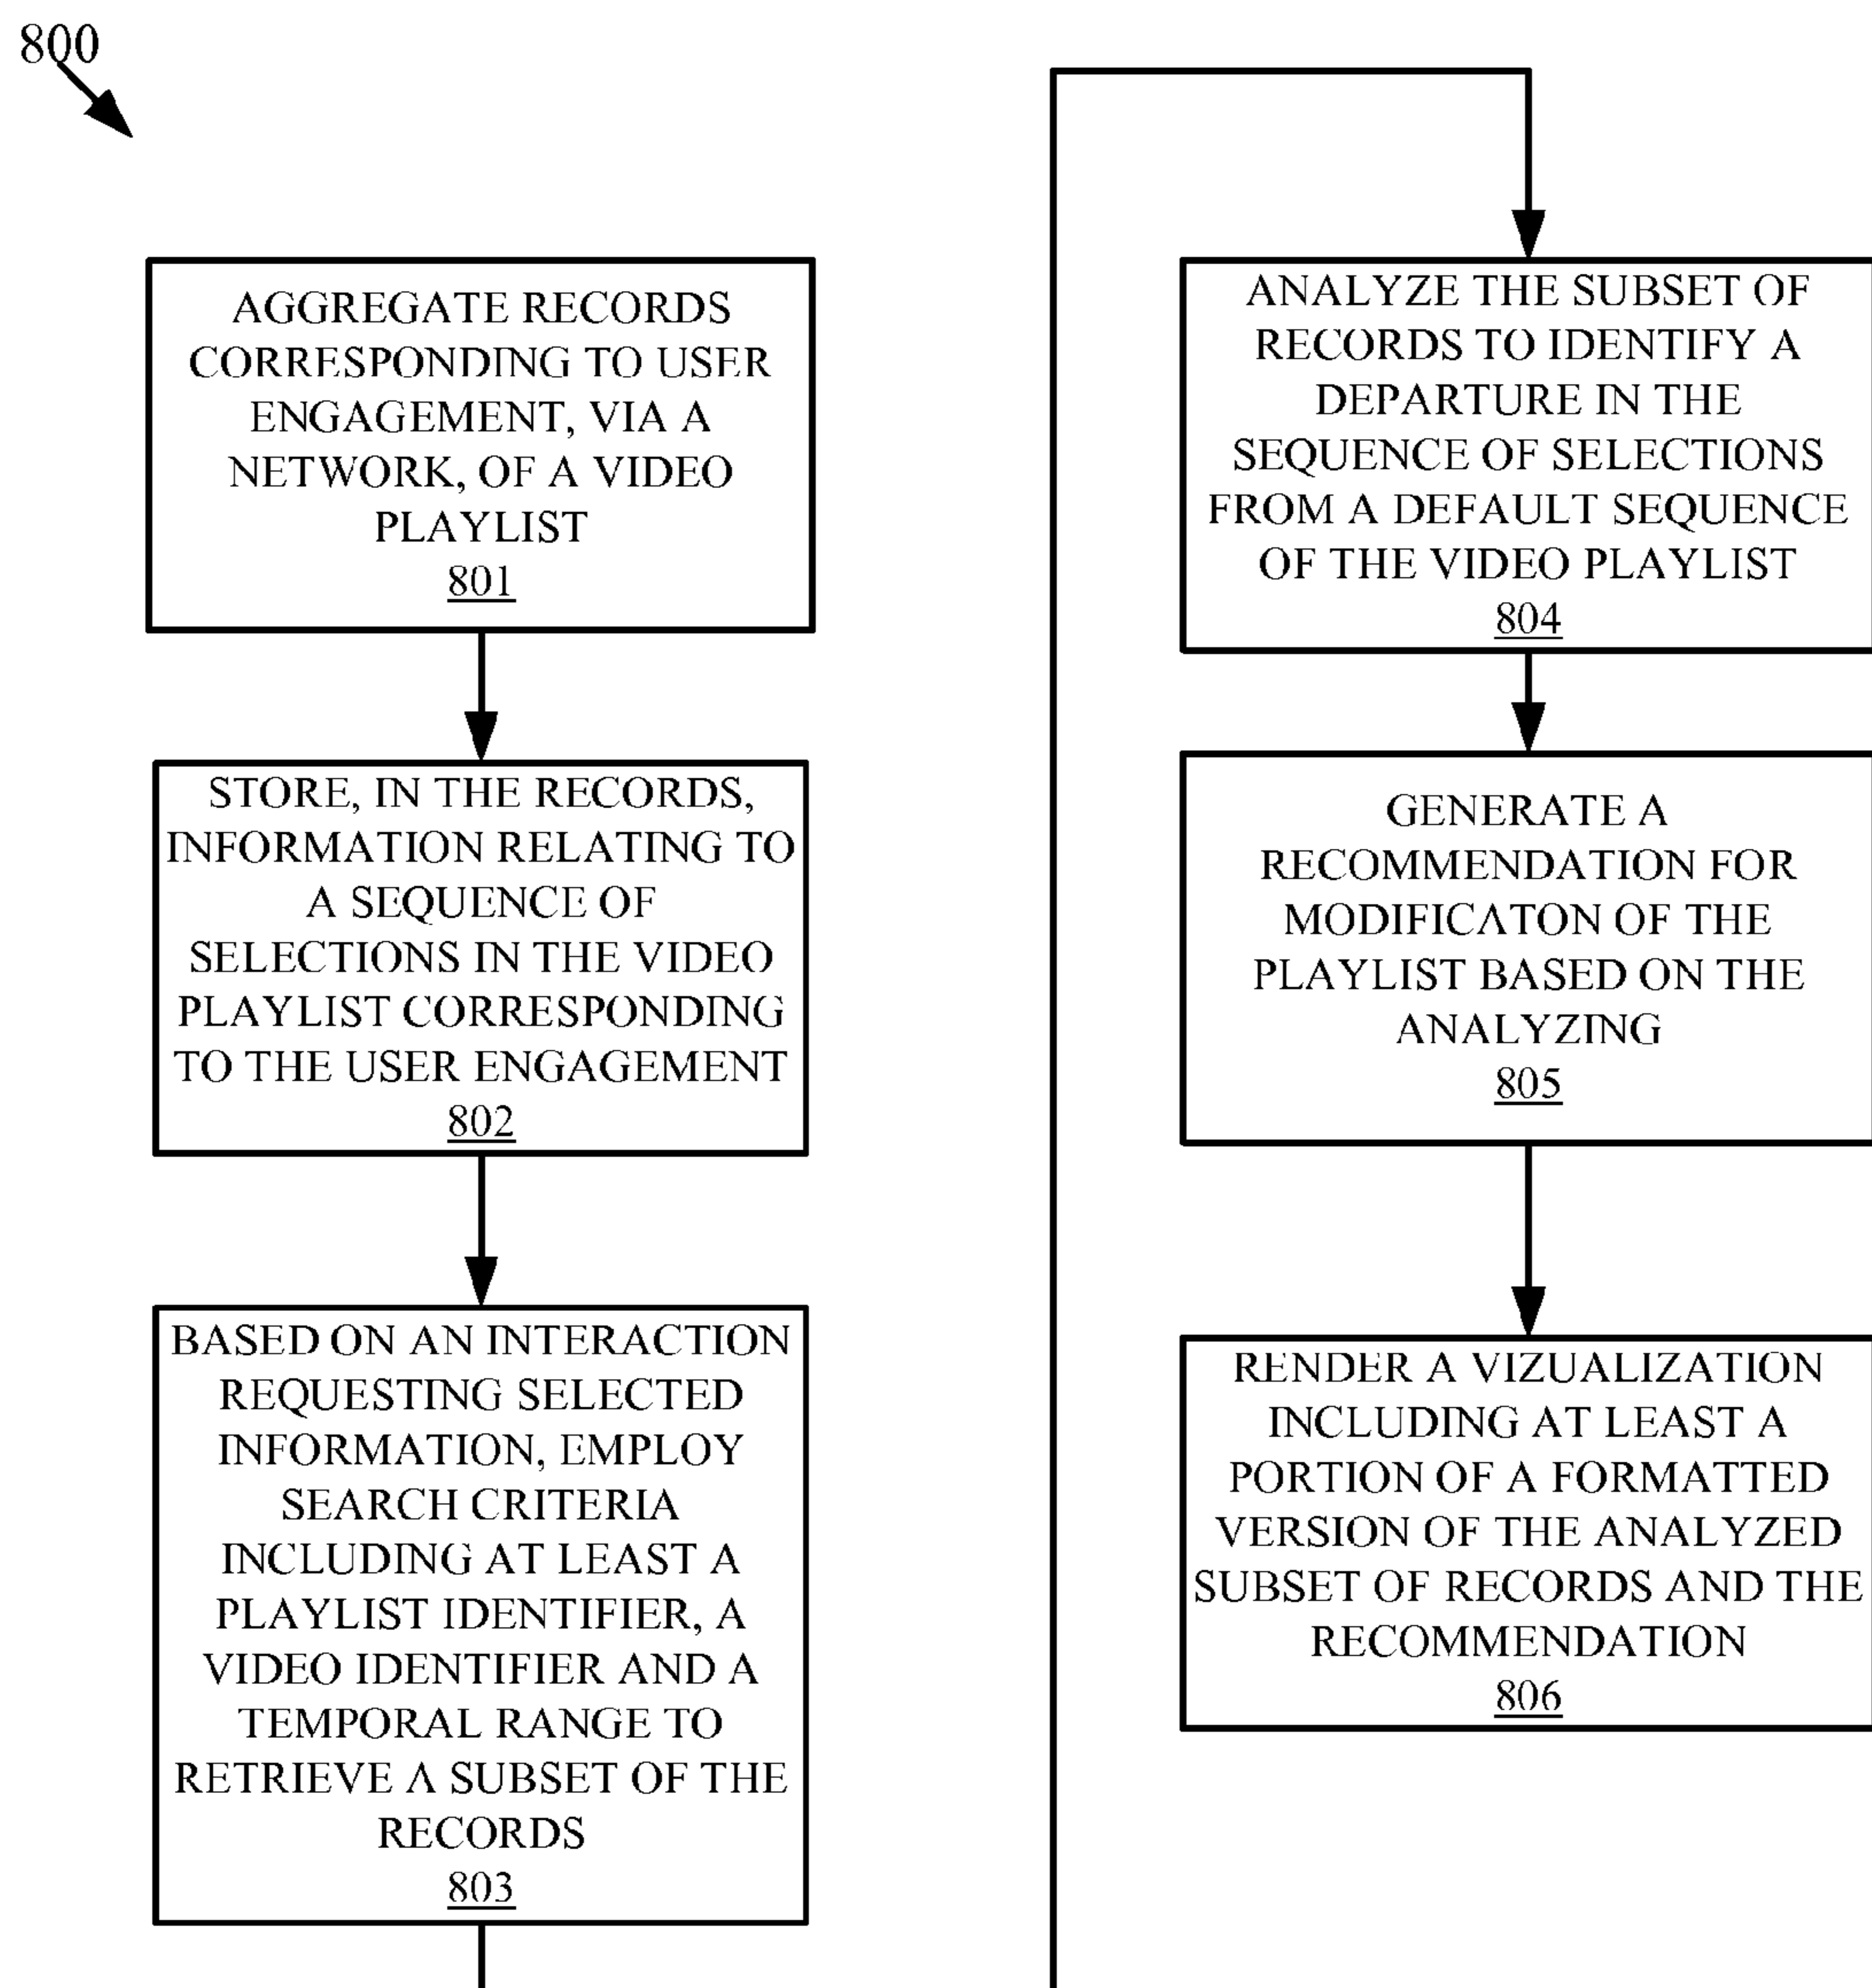 800
AGGREGATE RECORDS
CORRESPONDING TO USER
ENGAGEMENT, VIA A
NETWORK, OF A VIDEO
PLAYLIST
801
STORE, IN THE RECORDS,
INFORMATION RELATING TO
A SEQUENCE OF
SELECTIONS IN THE VIDEO
PLAYLIST CORRESPONDING
TO THE USER ENGAGEMENT
802
BASED ON AN INTERACTION
REQUESTING SELECTED
INFORMATION, EMPLOY
SEARCH CRITERIA
INCLUDING AT LEAST A
PLAYLIST IDENTIFIER, A
VIDEO IDENTIFIER AND A
TEMPORAL RANGE TO
RETRIEVE A SUBSET OF THE
RECORDS
803
ANALYZE THE SUBSET OF
RECORDS TO IDENTIFY A
DEPARTURE IN THE
SEQUENCE OF SELECTIONS
FROM A DEFAULT SEQUENCE
OF THE VIDEO PLAYLIST
804
GENERATE A
RECOMMENDATION FOR
MODIFICATON OF THE
PLAYLIST BASED ON THE
ANALYZING
805
RENDER A VIZUALIZATION
INCLUDING AT LEAST A
PORTION OF A FORMATTED
VERSION OF THE ANALYZED
SUBSET OF RECORDS AND THE
RECOMMENDATION
806